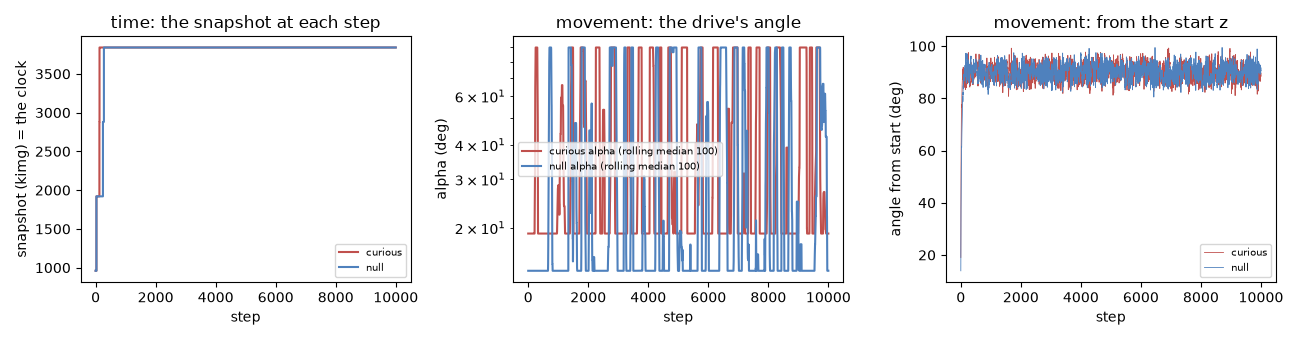 time: the snapshot at each step
snapshot (kimg) = the clock
3500
3000
2500
2000
1500
1000
0
2000
4000
6000
8000
10000
step
curious
null
movement: the drive's angle
alpha (deg)
6 × 10¹
4 × 10¹
3 × 10¹
2 × 10¹
0
2000
4000
6000
8000
10000
step
curious alpha (rolling median 100)
null alpha (rolling median 100)
movement: from the start z
angle from start (deg)
100
80
60
40
20
0
2000
4000
6000
8000
10000
step
curious
null